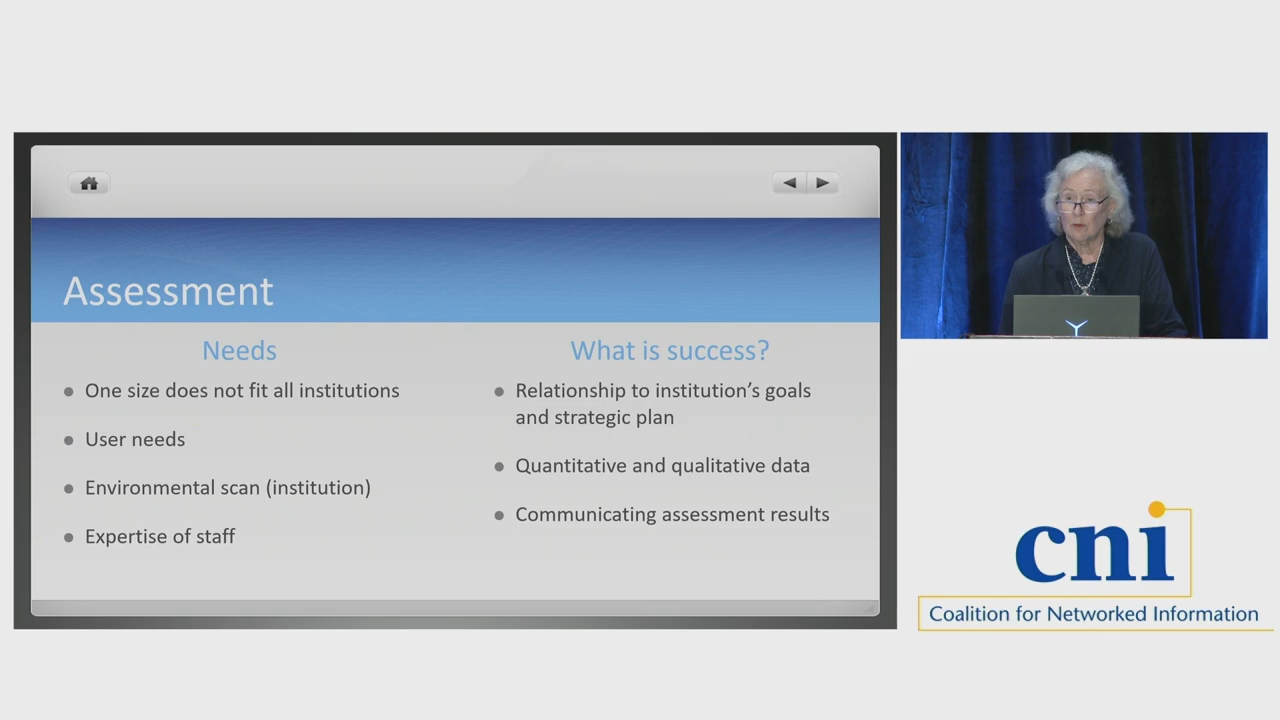 Assessment
Needs
One size does not fit all institutions
User needs
Environmental scan (institution)
Expertise of staff
What is success?
Relationship to institution’s goals
and strategic plan
Quantitative and qualitative data
Communicating assessment results
cni
Coalition for Networked Information